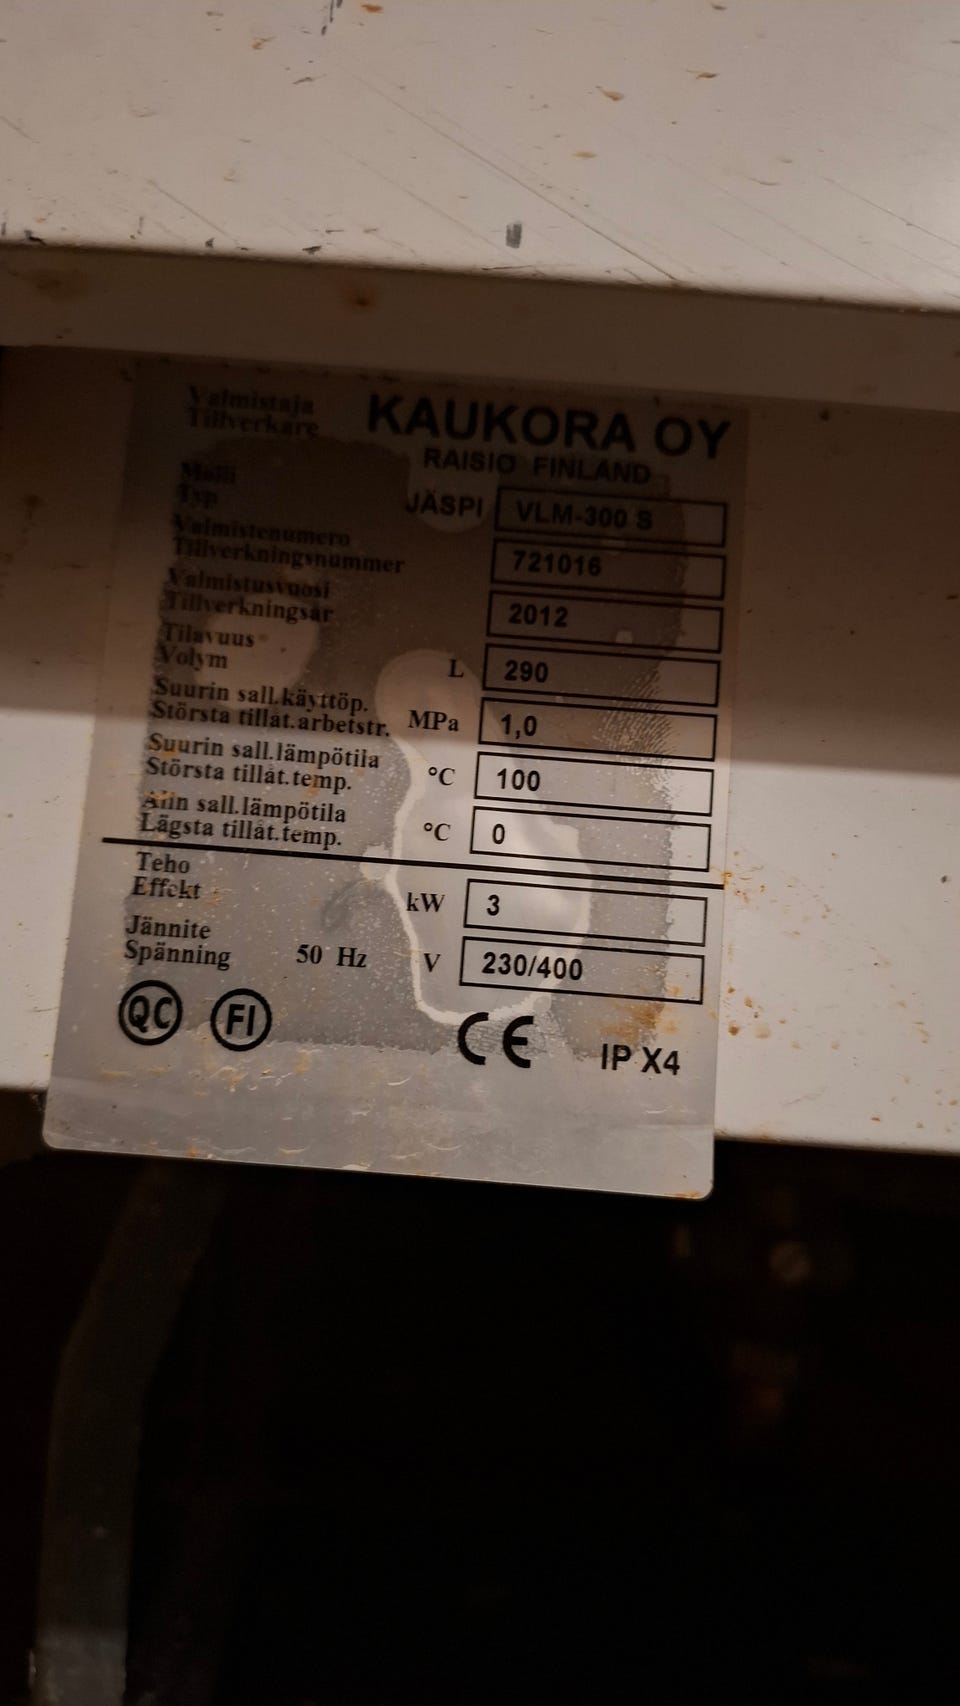 Valmistaja
Tillverkare
KAUKORA OY
RAISIO FINLAND
Malli
Typ
JÄSPI VLM-300 S
Valmistenumero
Tillverkningsnummer
721016
Valmistusvuosi
Tillverkningsår
2012
Tilavuus
Volym
L 290
Suurin sall.käyttöp.
Största tillåt.arbetstr.
MPa 1,0
Suurin sall.lämpötila
Största tillåt.temp.
°C 100
Alin sall.lämpötila
Lägsta tillåt.temp.
°C 0
Teho
Effekt
kW 3
Jännite
Spänning
50 Hz V 230/400
QC FI CE IP X4